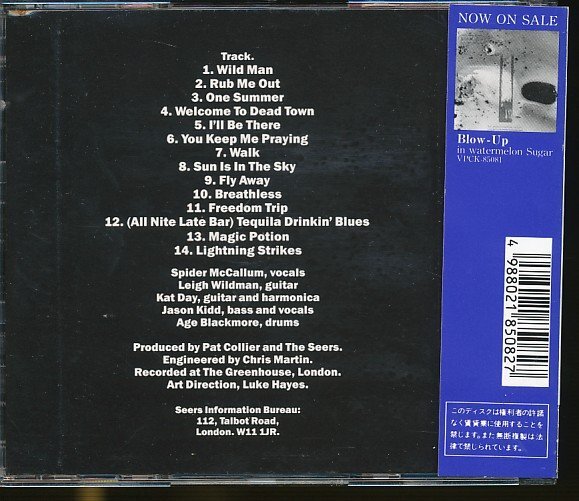 Track.
1. Wild Man
2. Rub Me Out
3. One Summer
4. Welcome To Dead Town
5. I'll Be There
6. You Keep Me Praying
7. Walk
8. Sun Is In The Sky
9. Fly Away
10. Breathless
11. Freedom Trip
12. (All Nite Late Bar) Tequila Drinkin' Blues
13. Magic Potion
14. Lightning Strikes
Spider McCallum, vocals
Leigh Wildman, guitar
Kat Day, guitar and harmonica
Jason Kidd, bass and vocals
Age Blackmore, drums
Produced by Pat Collier and The Seers.
Engineered by Chris Martin.
Recorded at The Greenhouse, London.
Art Direction, Luke Hayes.
Seers Information Bureau:
112, Talbot Road,
London. W11 1JR.
NOW ON SALE
Blow-Up
in watermelon Sugar
VPCK-85081
4 988021 850827
このディスクは権利者の許諾
なく賃貸業に使用することを
禁じます。また無断複製は法
律で禁じられています。